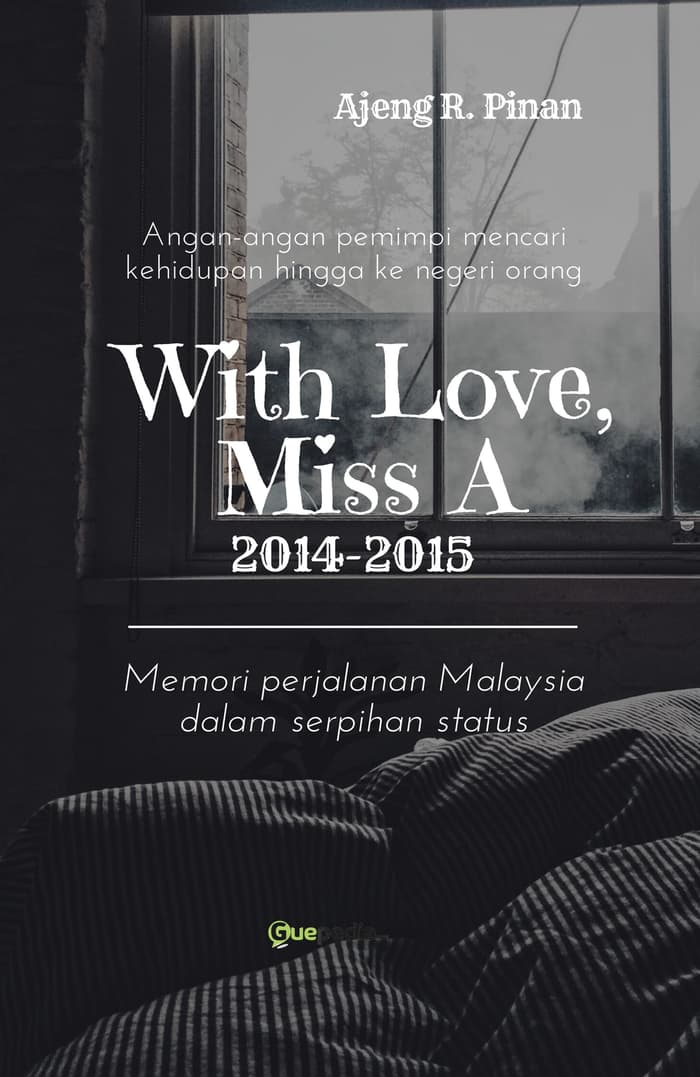 Ajeng R. Pinan
Angan-angan pemimpi mencari
kehidupan hingga ke negeri orang
With Love,
Miss A
2014-2015
Memori perjalanan Malaysia
dalam serpihan status
Guepedia